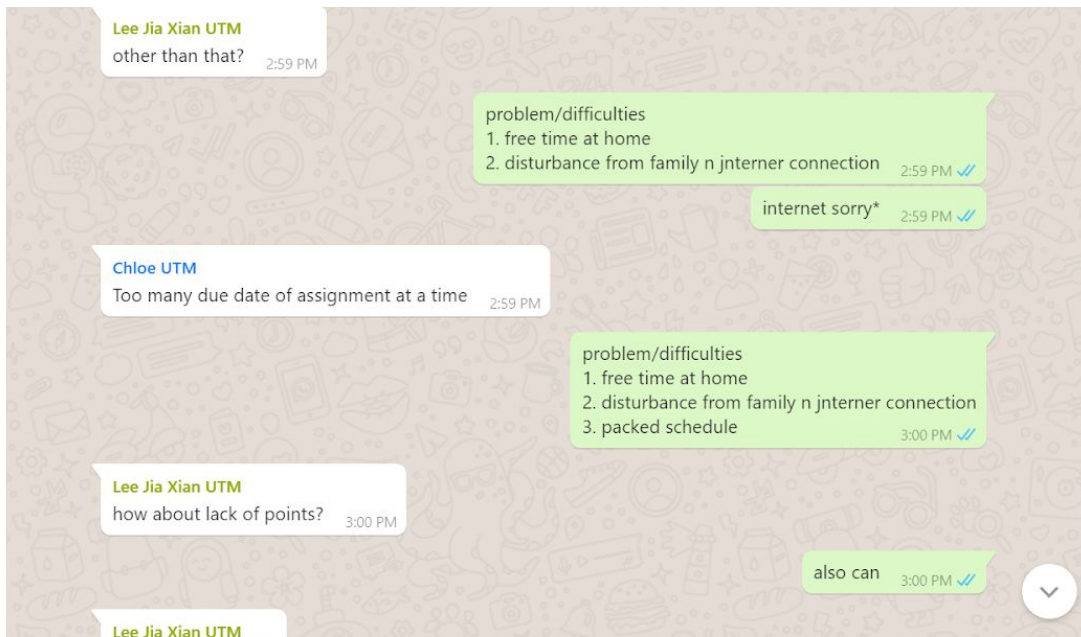 Lee Jia Xian UTM
other than that? 2:59 PM
problem/difficulties
1. free time at home
2. disturbance from family n jnterner connection 2:59 PM
internet sorry* 2:59 PM
Chloe UTM
Too many due date of assignment at a time 2:59 PM
problem/difficulties
1. free time at home
2. disturbance from family n jnterner connection
3. packed schedule 3:00 PM
Lee Jia Xian UTM
how about lack of points? 3:00 PM
also can 3:00 PM
Lee Jia Xian UTM